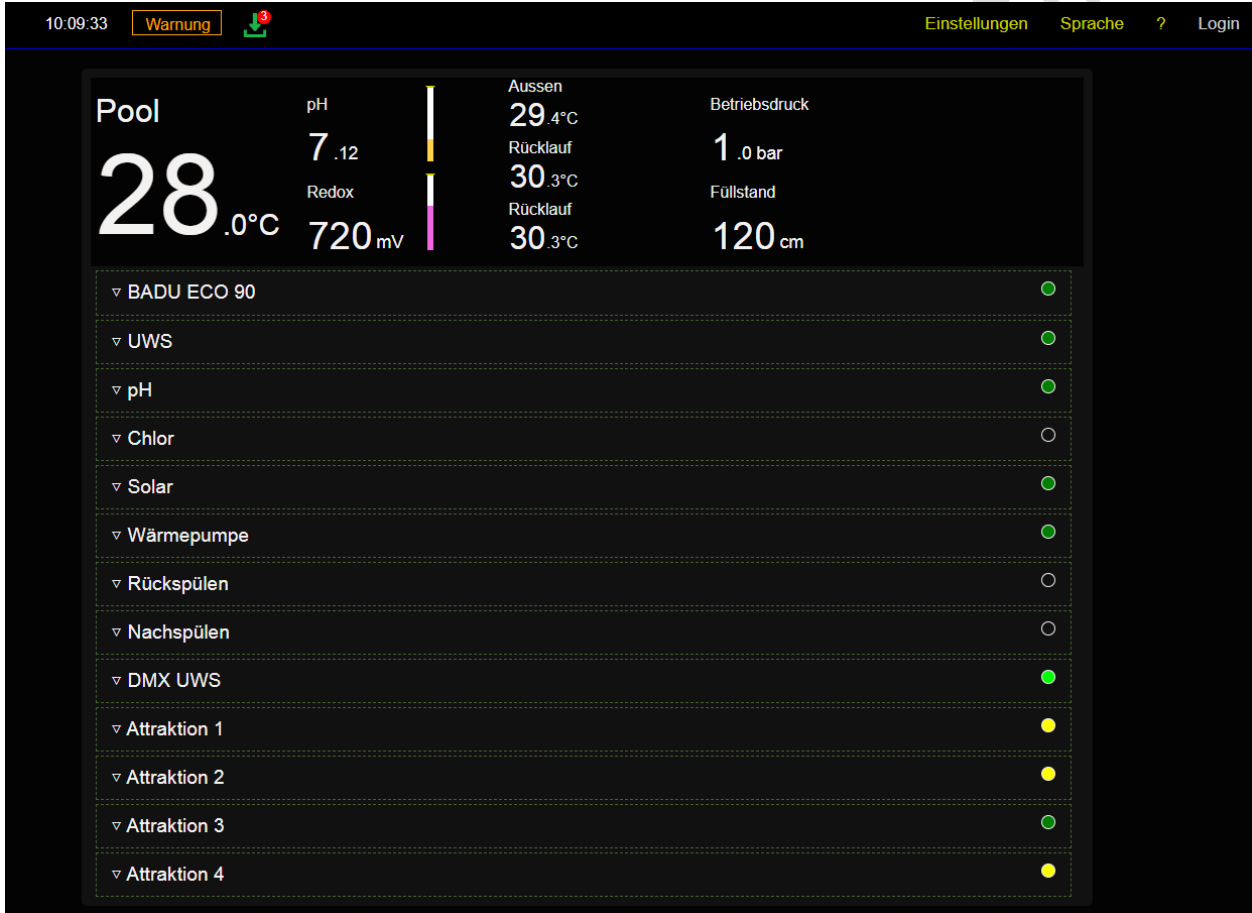 10:09:33 Warnung 3 Einstellungen Sprache ? Login
Pool
28.0°C
pH
7.12
Redox
720 mV
Aussen
29.4°C
Rücklauf
30.3°C
Rücklauf
30.3°C
Betriebsdruck
1.0 bar
Füllstand
120 cm
▿ BADU ECO 90
▿ UWS
▿ pH
▿ Chlor
▿ Solar
▿ Wärmepumpe
▿ Rückspülen
▿ Nachspülen
▿ DMX UWS
▿ Attraktion 1
▿ Attraktion 2
▿ Attraktion 3
▿ Attraktion 4